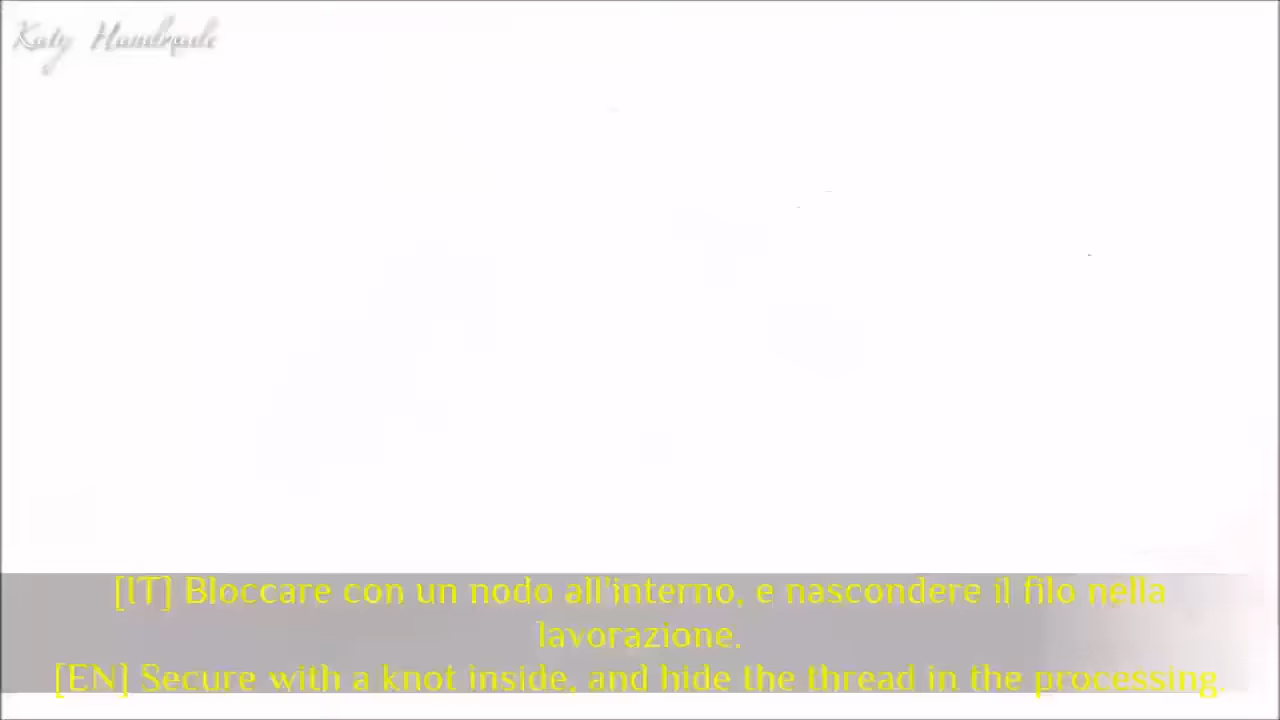 Katy Handmade
[IT] Bloccare con un nodo all'interno, e nascondere il filo nella
lavorazione.
[EN] Secure with a knot inside, and hide the thread in the processing.